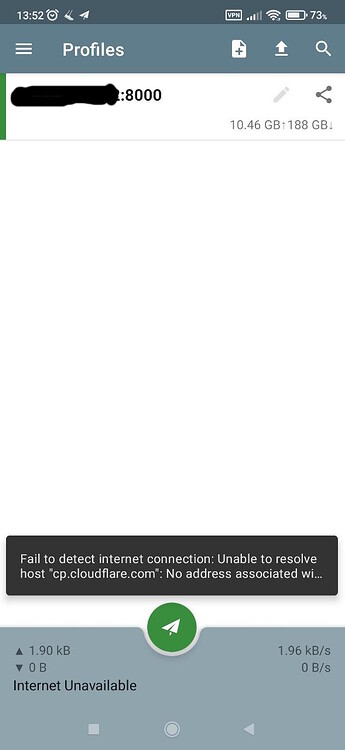 13:52 VPN 73%
Profiles
:8000
10.46 GB↑188 GB↓
Fail to detect internet connection: Unable to resolve
host "cp.cloudflare.com": No address associated wi...
▲ 1.90 kB 1.96 kB/s
▼ 0 B 0 B/s
Internet Unavailable